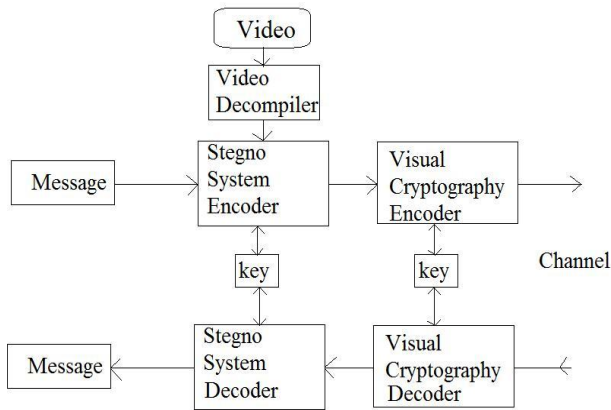 Video
Video
Decompiler
Stegno
System
Encoder
Visual
Cryptography
Encoder
Message
key
key
Channel
Stegno
System
Decoder
Visual
Cryptography
Decoder
Message